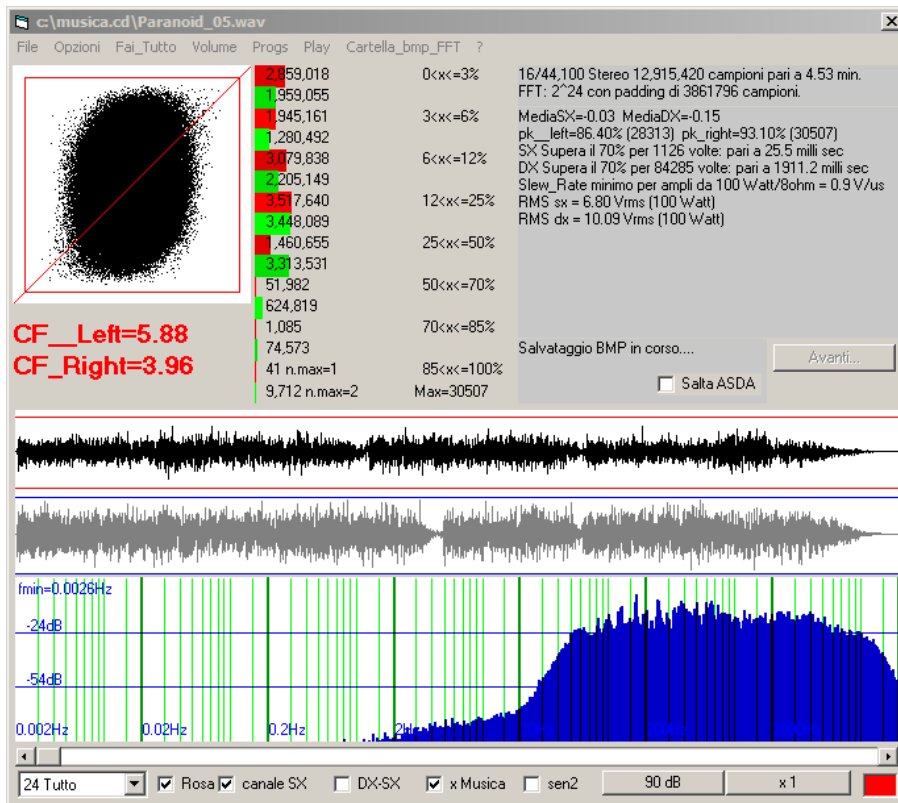 c:\musica.cd\Paranoid_05.wav
File Opzioni Fai_Tutto Volume Progs Play Cartella_bmp_FFT ?
2,859,018 0<x<=3%
1,959,055
1,945,161 3<x<=6%
1,280,492
3,079,838 6<x<=12%
2,205,149
3,517,640 12<x<=25%
3,448,089
1,460,655 25<x<=50%
3,313,531
51,982 50<x<=70%
624,819
1,085 70<x<=85%
74,573
41 n.max=1 85<x<=100%
9,712 n.max=2 Max=30507
CF__Left=5.88
CF_Right=3.96
16/44,100 Stereo 12,915,420 campioni pari a 4.53 min.
FFT: 2^24 con padding di 3861796 campioni.
MediaSX=-0.03 MediaDX=-0.15
pk__left=86.40% (28313) pk_right=93.10% (30507)
SX Supera il 70% per 1126 volte: pari a 25.5 milli sec
DX Supera il 70% per 84285 volte: pari a 1911.2 milli sec
Slew_Rate minimo per ampli da 100 Watt/8ohm = 0.9 V/us
RMS sx = 6.80 Vrms (100 Watt)
RMS dx = 10.09 Vrms (100 Watt)
Salvataggio BMP in corso....
Salta ASDA
Avanti...
fmin=0.0026Hz
-24dB
-54dB
0.002Hz 0.02Hz 0.2Hz 2Hz
24 Tutto Rosa canale SX DX-SX x Musica sen2 90 dB x 1